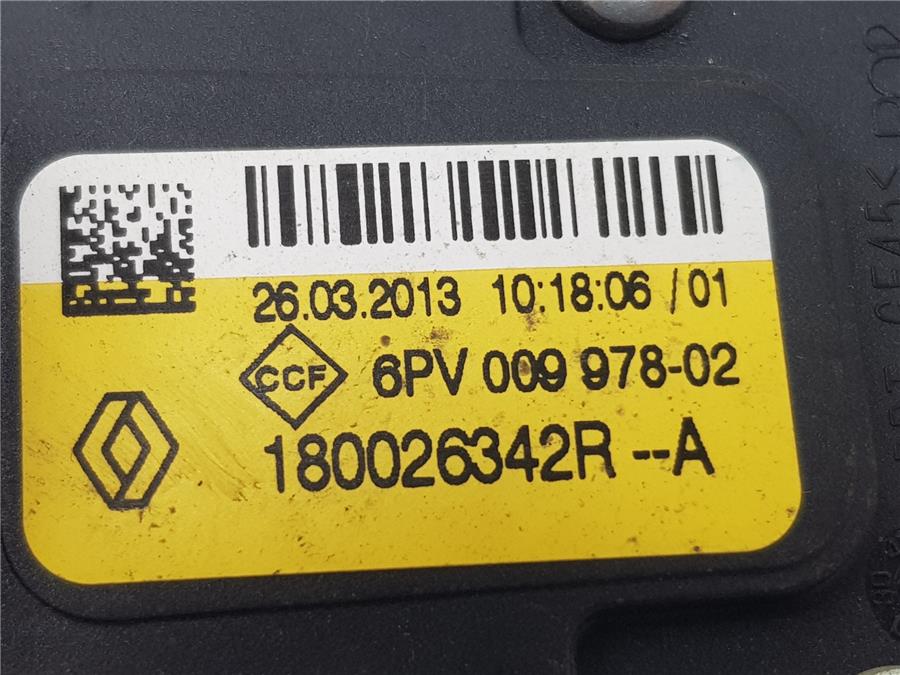 26.03.2013 10:18:06 /01
CCF 6PV 009 978-02
180026342R --A